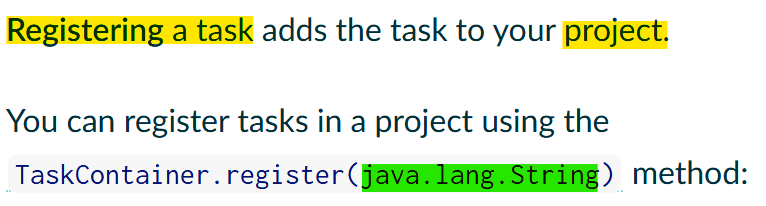 Registering a task adds the task to your project.
You can register tasks in a project using the
TaskContainer.register(java.lang.String) method: